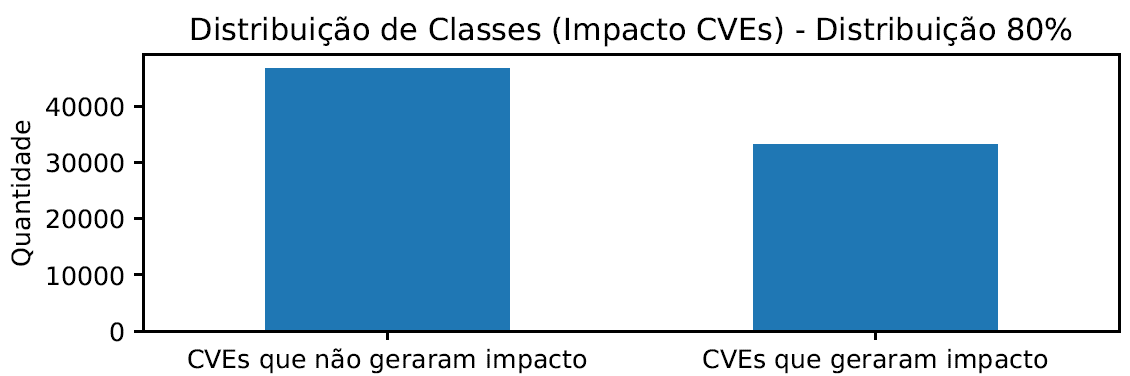 Distribuição de Classes (Impacto CVEs) - Distribuição 80%
Quantidade
40000
30000
20000
10000
0
CVEs que não geraram impacto
CVEs que geraram impacto